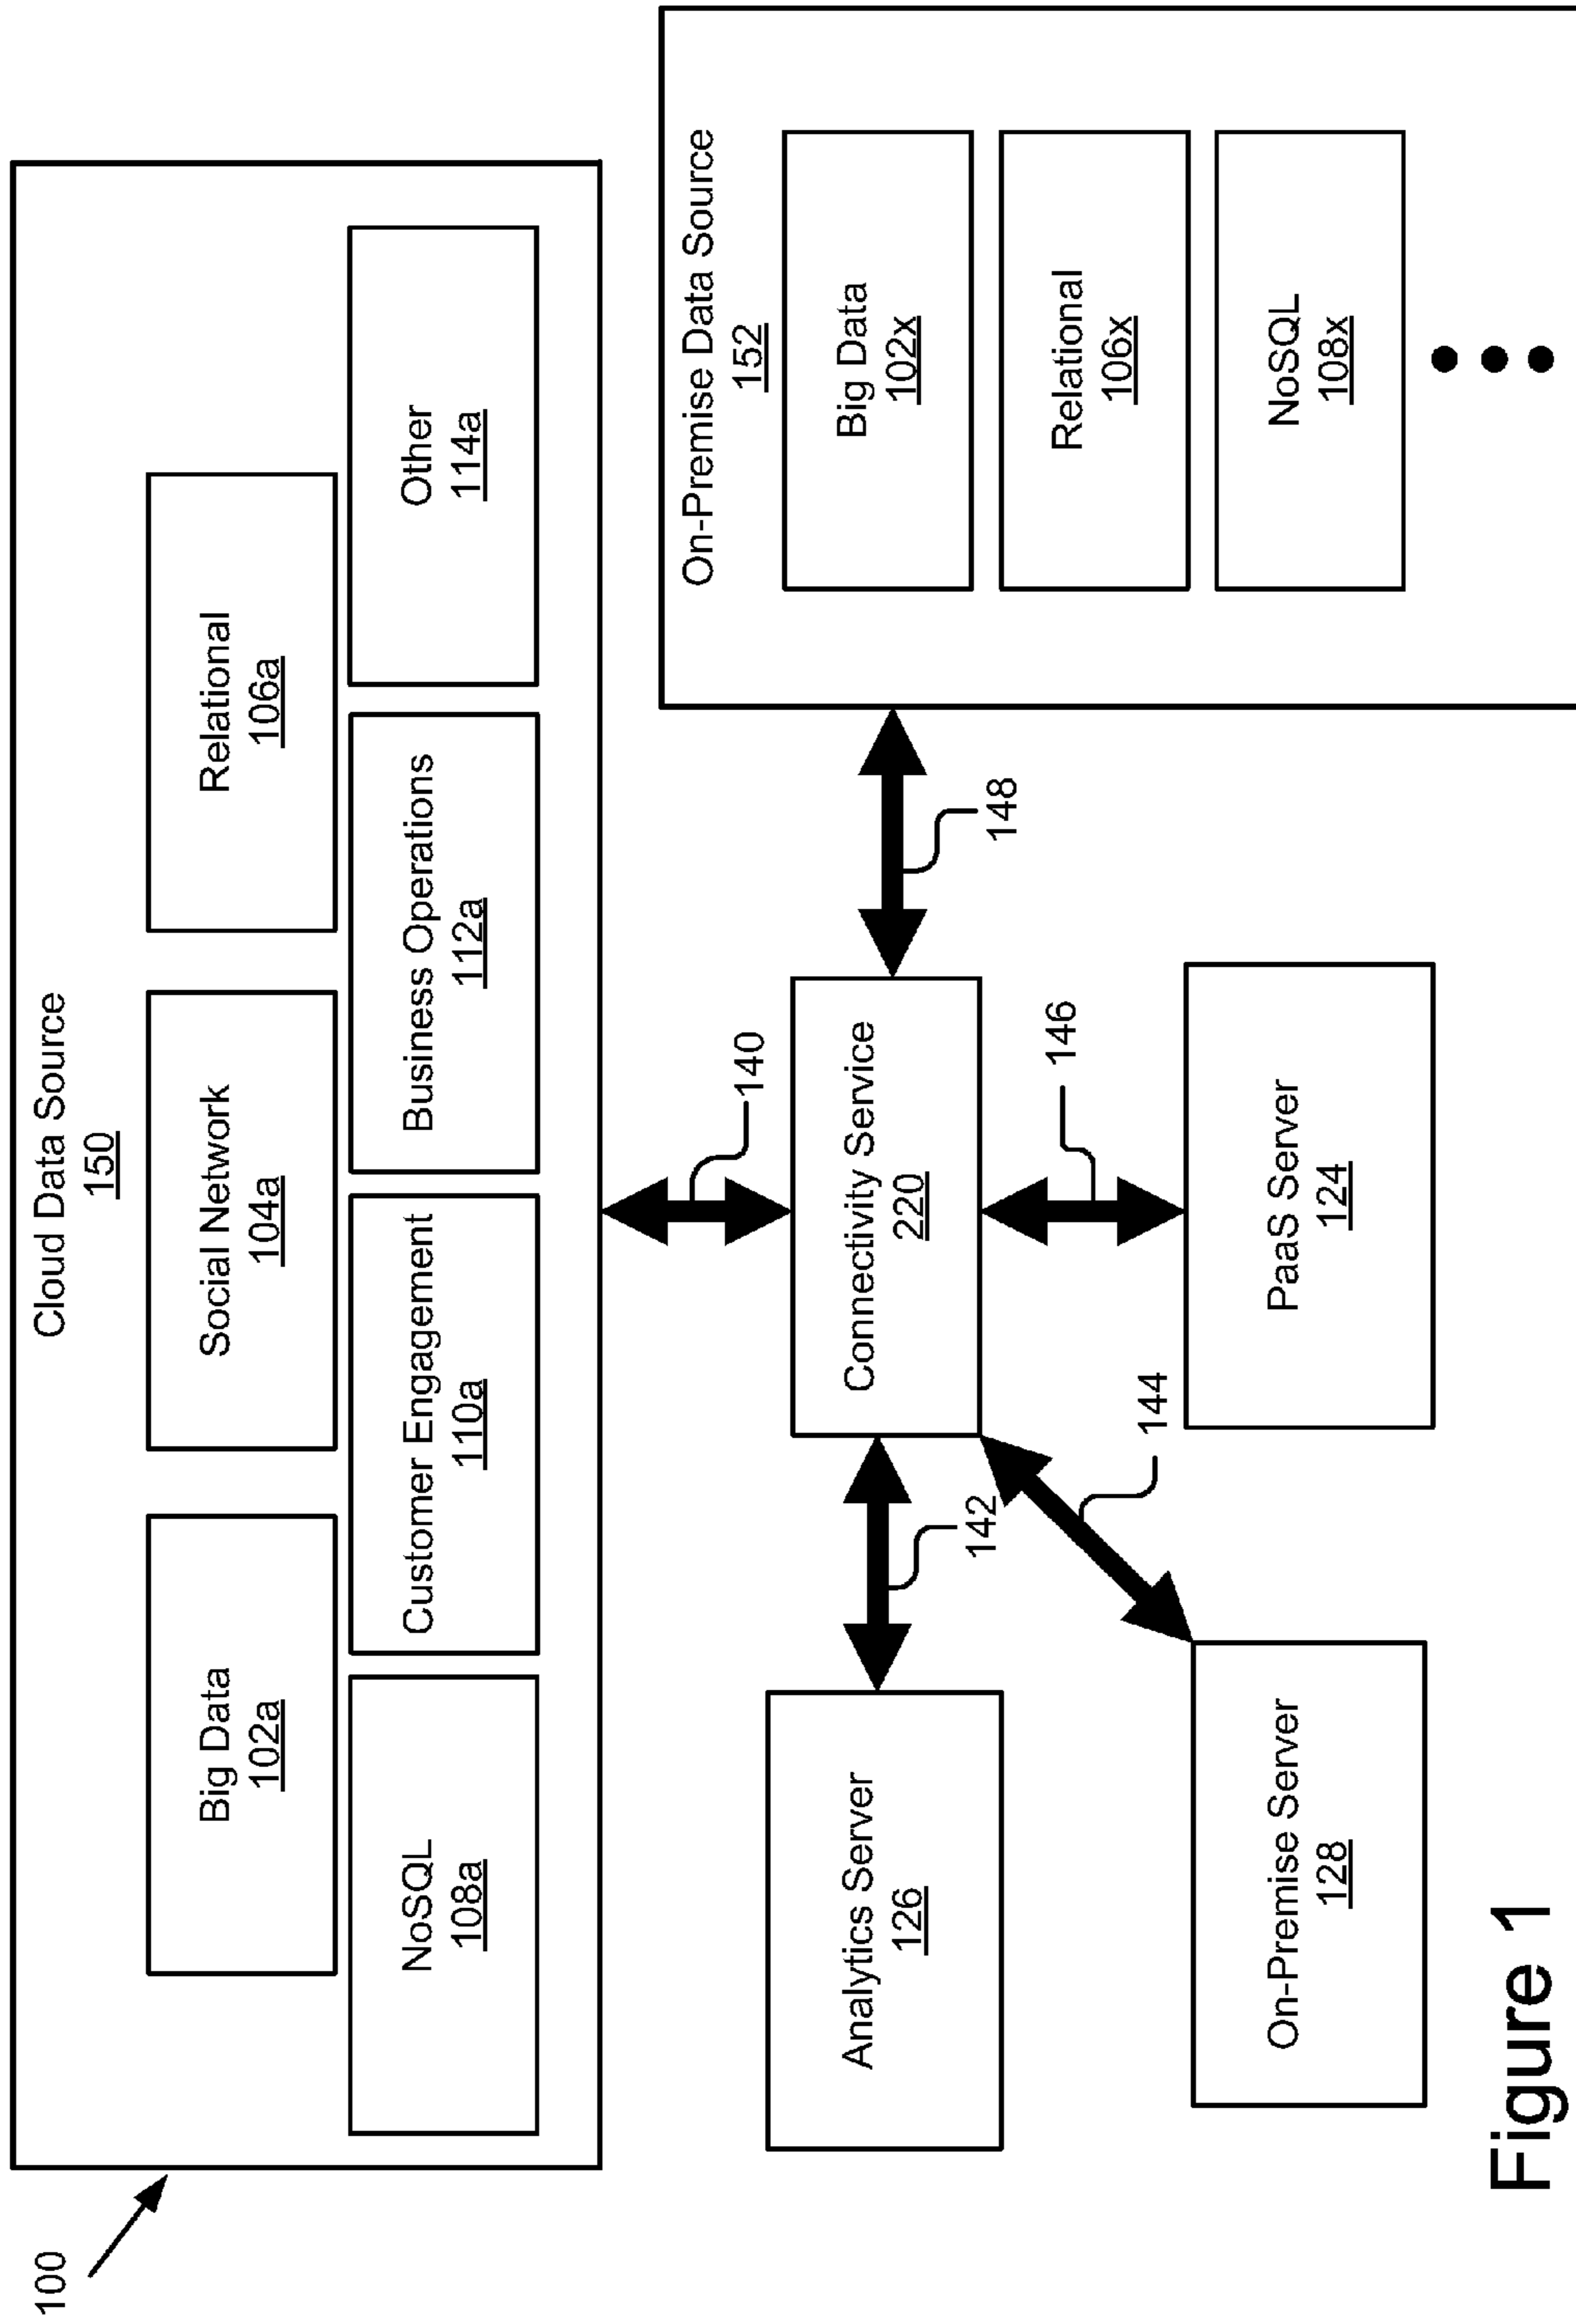 100
Cloud Data Source
150
Big Data
102a
Social Network
104a
Relational
106a
NoSQL
108a
Customer Engagement
110a
Business Operations
112a
Other
114a
140
On-Premise Data Source
152
Big Data
102x
Relational
106x
NoSQL
108x
Analytics Server
126
142
Connectivity Service
220
148
144
146
On-Premise Server
128
PaaS Server
124
Figure 1